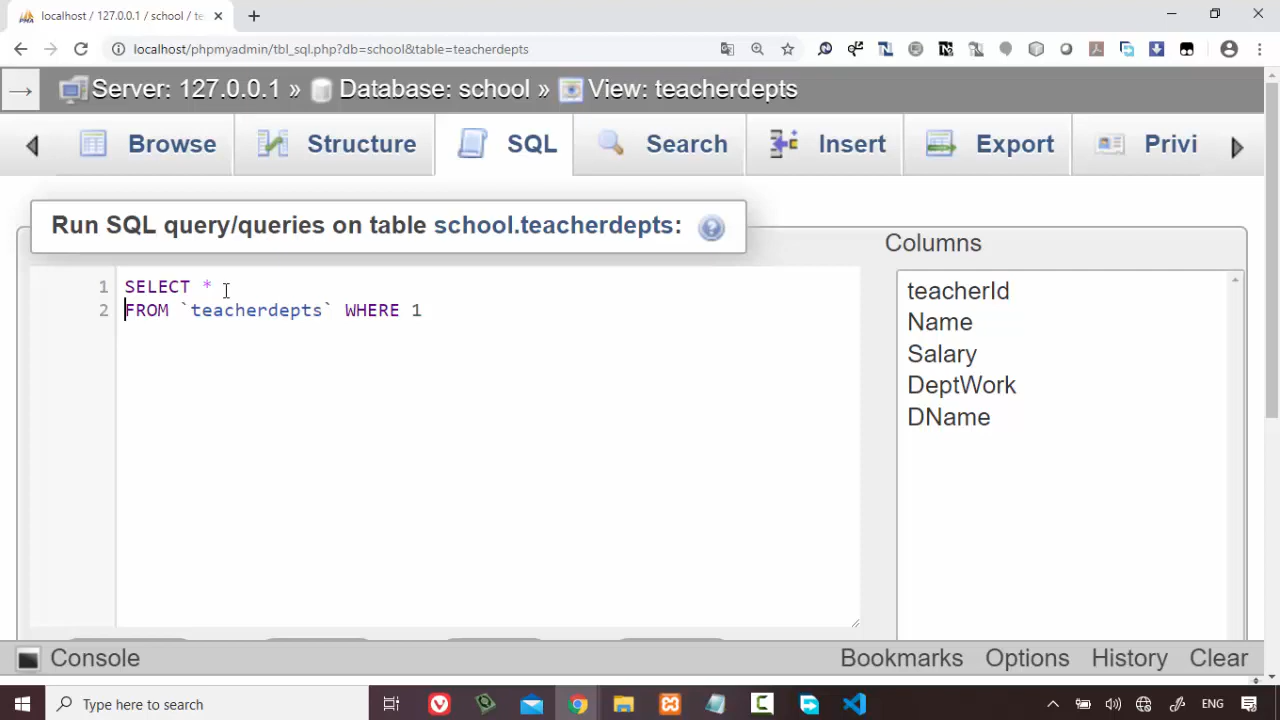 localhost / 127.0.0.1 / school / te
localhost/phpmyadmin/tbl_sql.php?db=school&table=teacherdepts
Server: 127.0.0.1 » Database: school » View: teacherdepts
Browse Structure SQL Search Insert Export Privi
Run SQL query/queries on table school.teacherdepts:
Columns
1 SELECT *
2 FROM `teacherdepts` WHERE 1
teacherId
Name
Salary
DeptWork
DName
Console Bookmarks Options History Clear
Type here to search
ENG